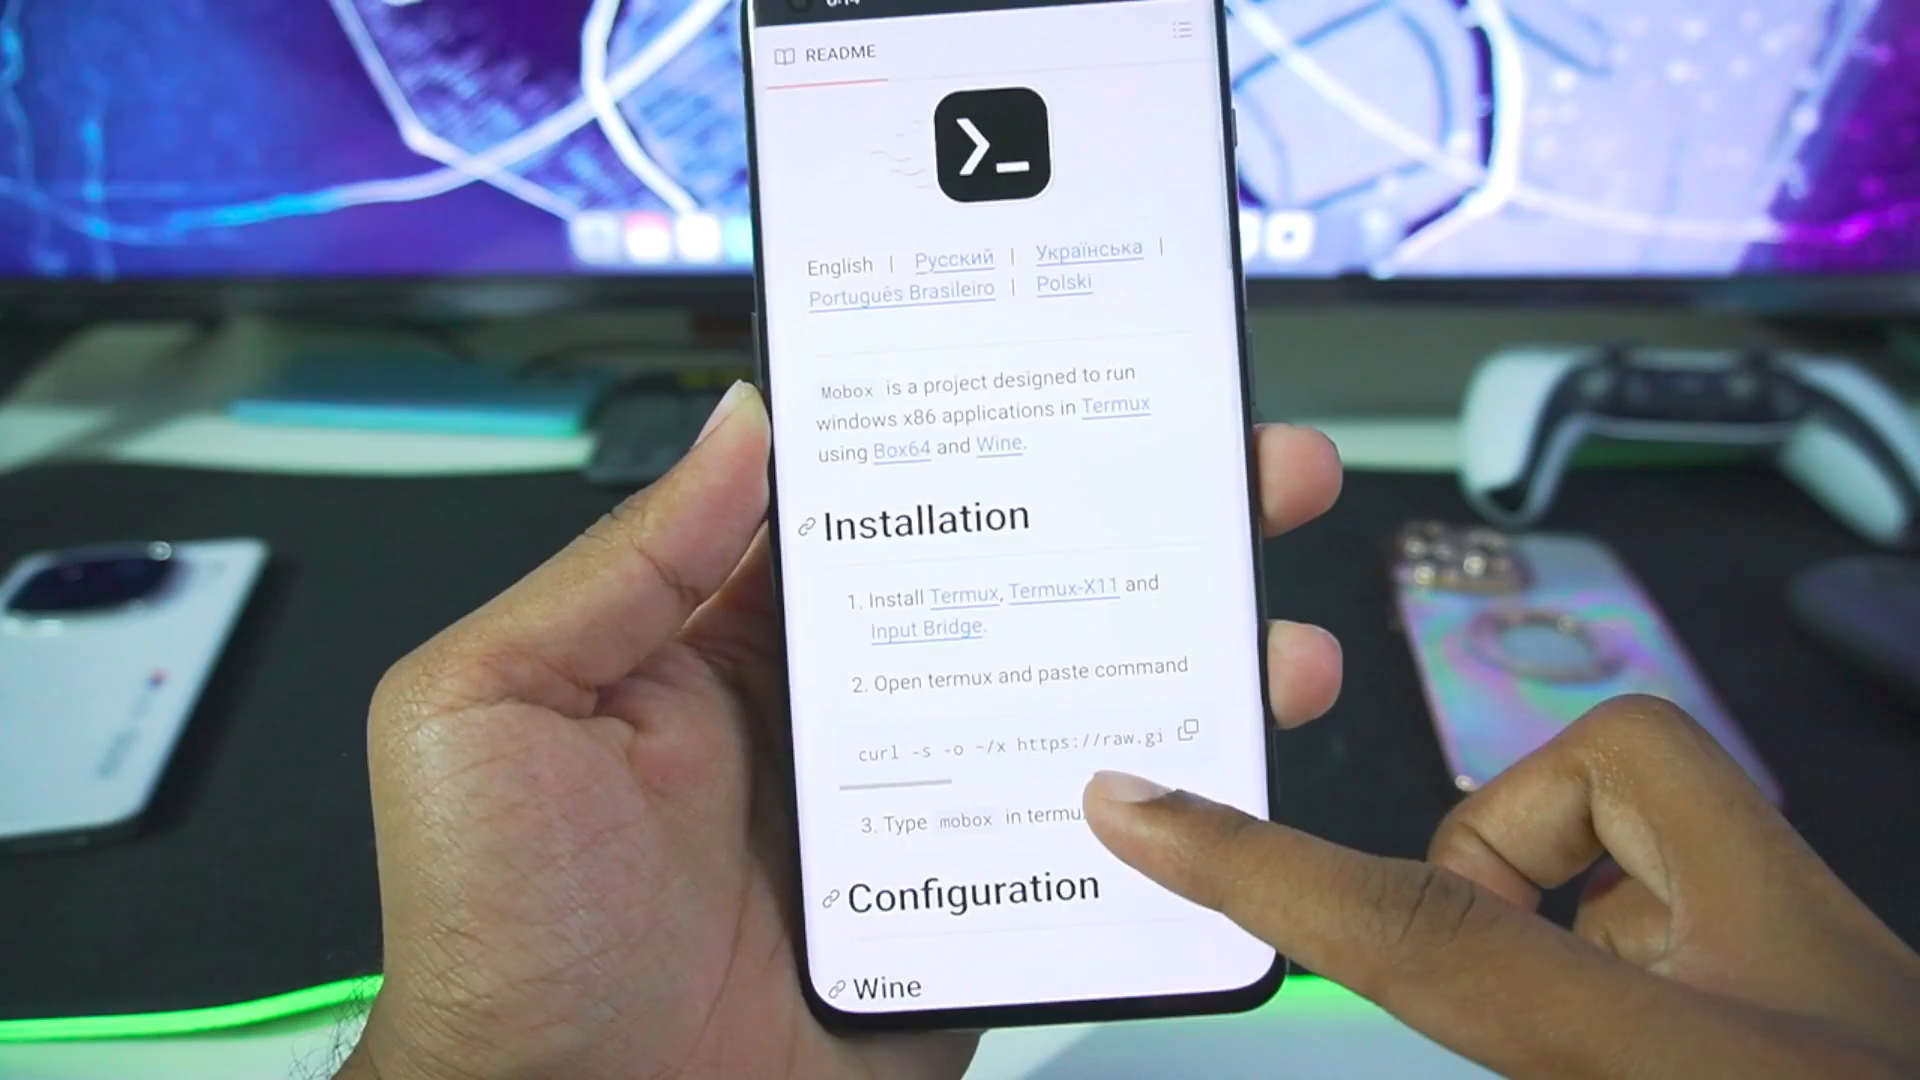 README
English | Русский | Українська |
Português Brasileiro | Polski
Mobox is a project designed to run
windows x86 applications in Termux
using Box64 and Wine.
Installation
1. Install Termux, Termux-X11 and
Input Bridge.
2. Open termux and paste command
curl -s -o ~/x https://raw.gi
3. Type mobox in termu
Configuration
Wine